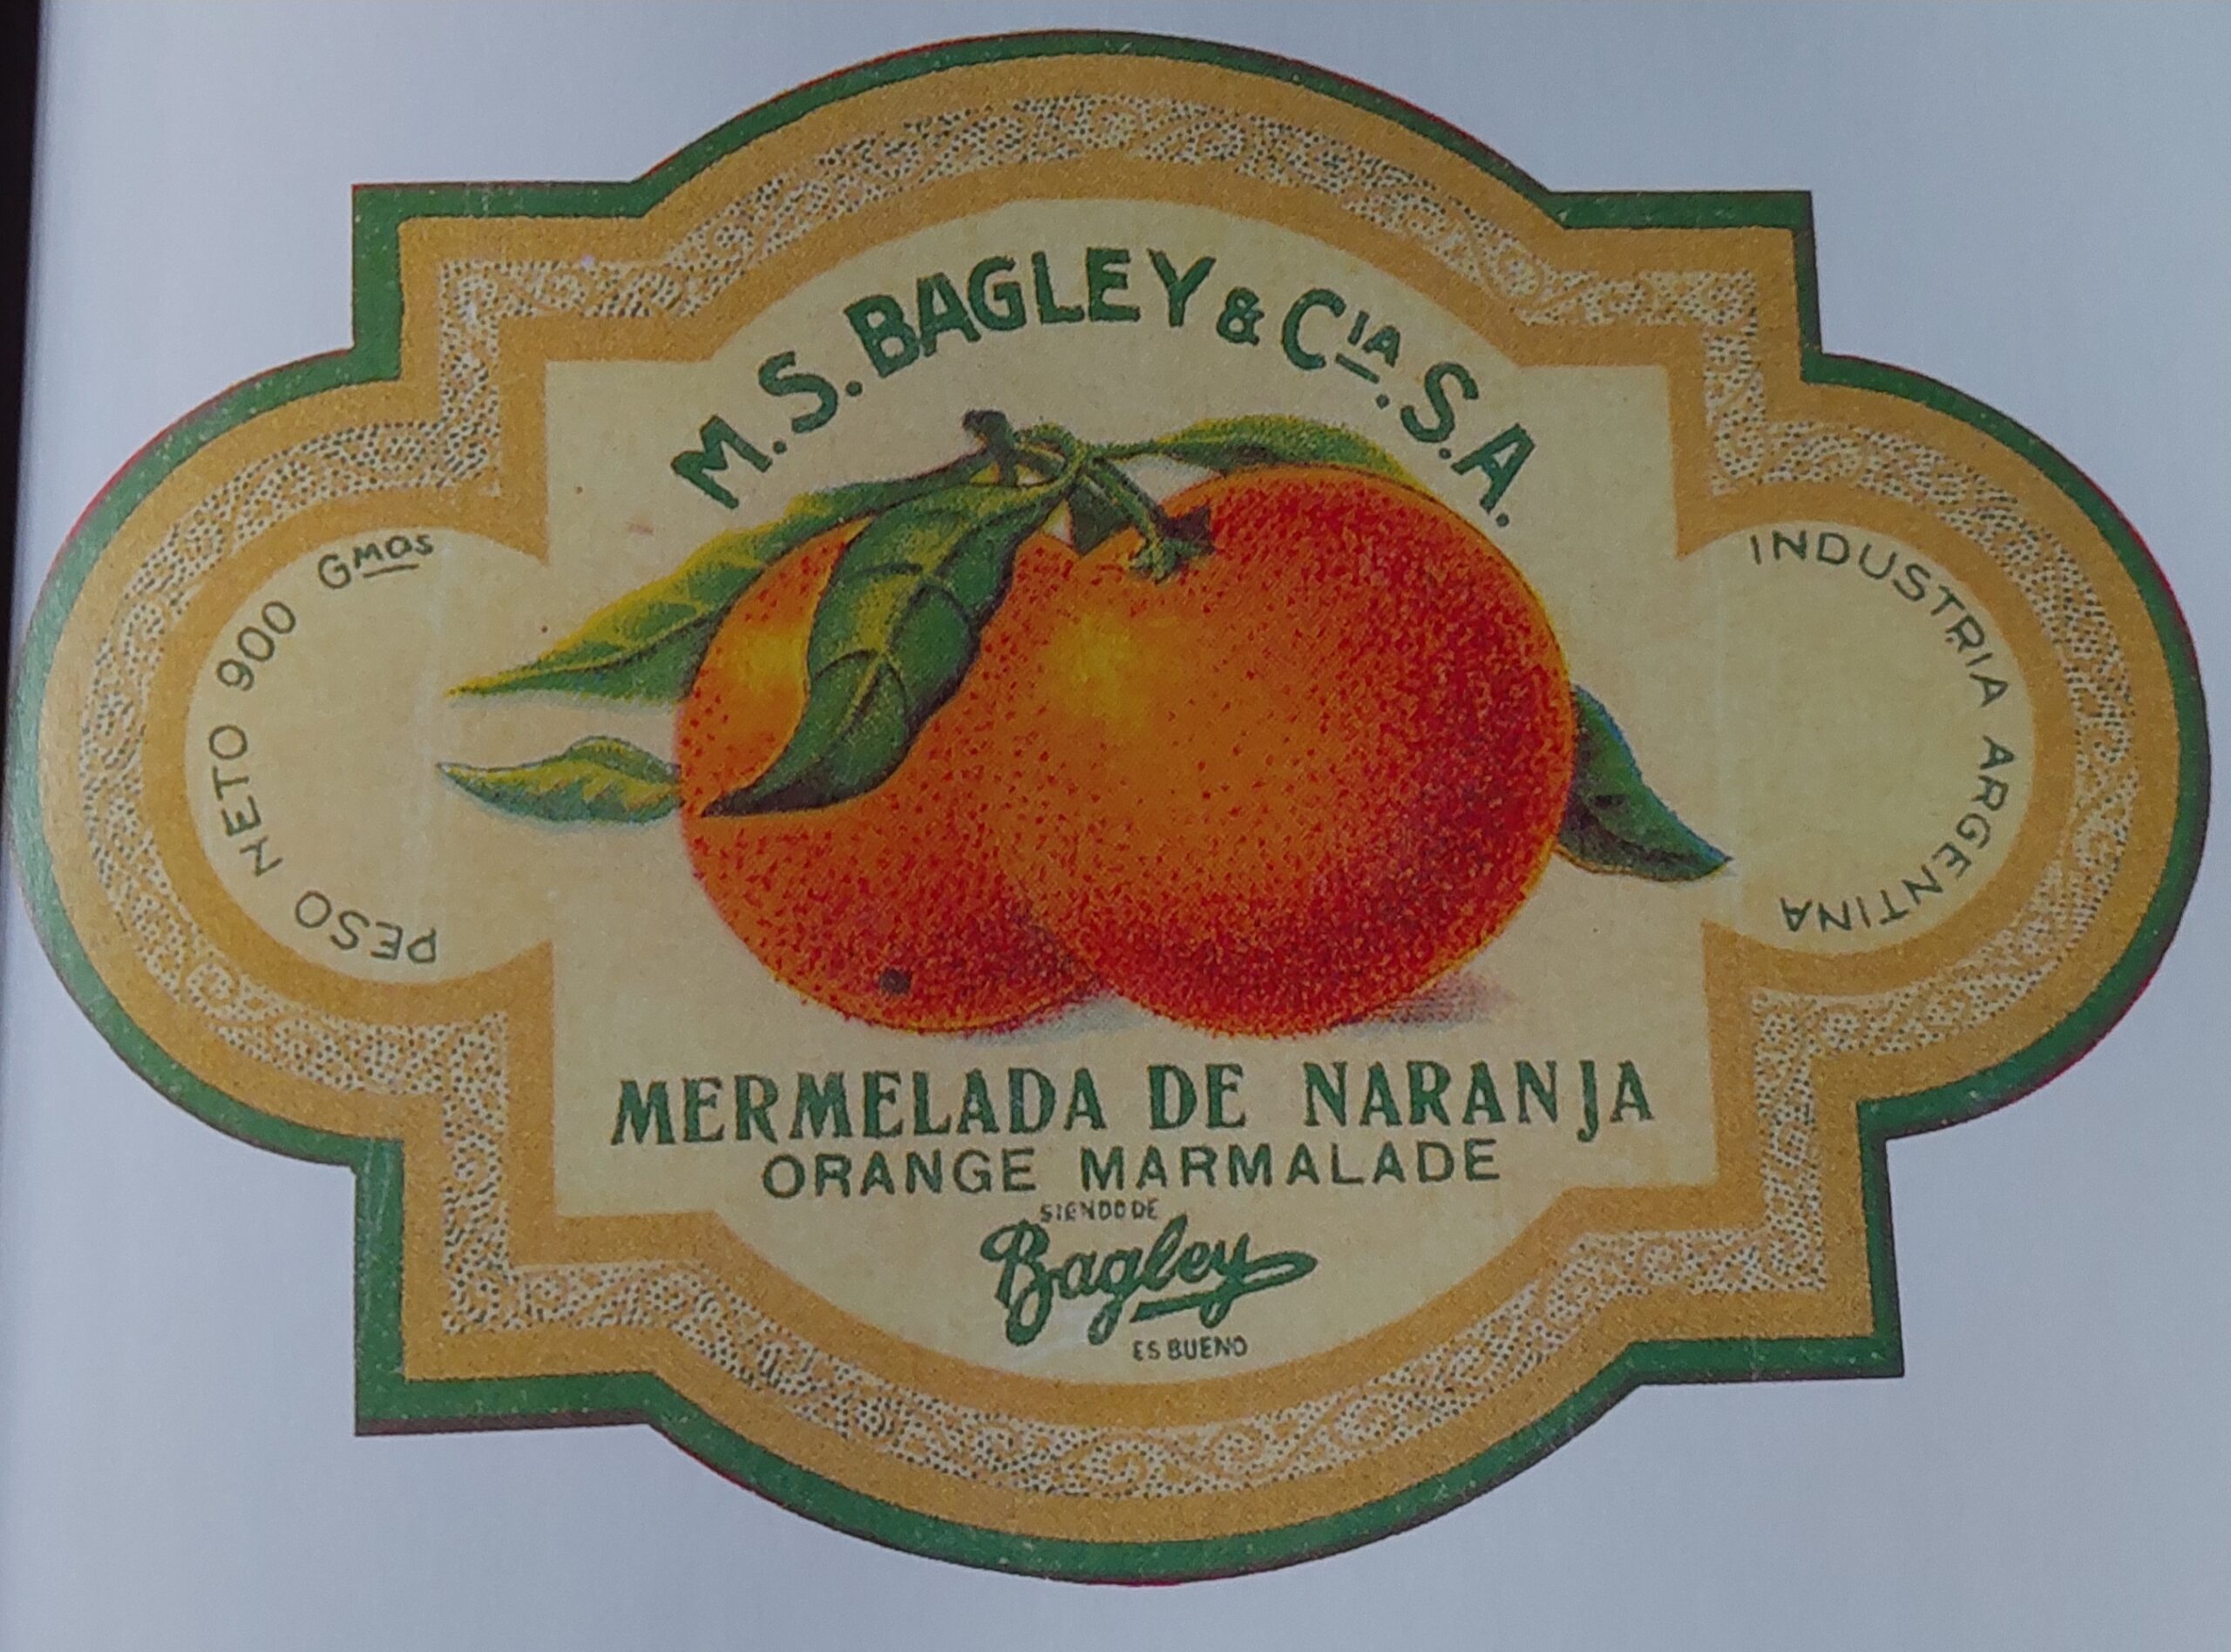 M.S. BAGLEY & CIA. S.A.
PESO NETO 900 GMOS
INDUSTRIA ARGENTINA
MERMELADA DE NARANJA
ORANGE MARMALADE
SIENDO DE
Bagley
ES BUENO